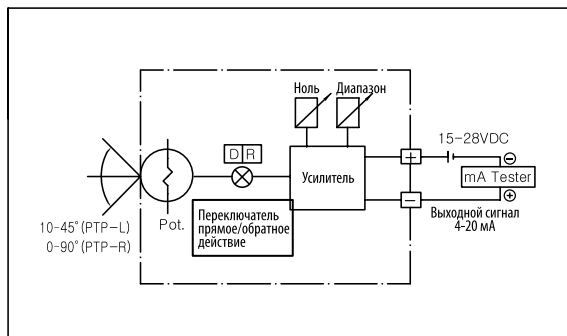 Ноль Диапазон
15-28VDC
D R
+
⊖
Усилитель
mA Tester
⊕
−
Выходной сигнал
4-20 мА
Pot.
Переключатель
прямое/обратное
действие
10-45° (PTP-L)
0-90° (PTP-R)